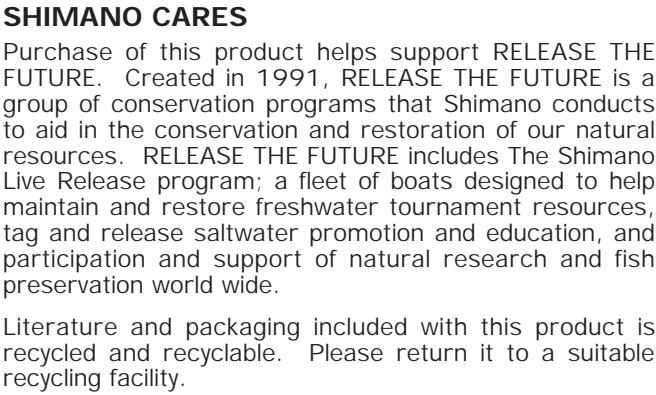 SHIMANO CARES
Purchase of this product helps support RELEASE THE
FUTURE. Created in 1991, RELEASE THE FUTURE is a
group of conservation programs that Shimano conducts
to aid in the conservation and restoration of our natural
resources. RELEASE THE FUTURE includes The Shimano
Live Release program; a fleet of boats designed to help
maintain and restore freshwater tournament resources,
tag and release saltwater promotion and education, and
participation and support of natural research and fish
preservation world wide.
Literature and packaging included with this product is
recycled and recyclable. Please return it to a suitable
recycling facility.